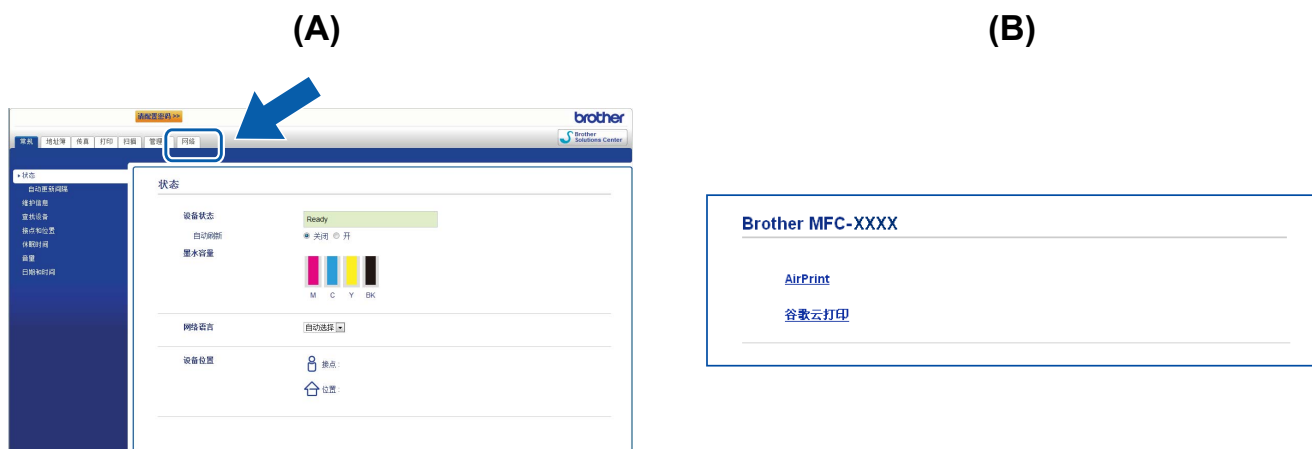 (A)
(B)
请配置密码 >>
brother
常规 地址簿 传真 打印 扫描 管理 网络
Brother Solutions Center
状态
自动更新间隔
维护信息
查找设备
接点和位置
休眠时间
音量
日期和时间
状态
设备状态 Ready
自动刷新 关闭 开
墨水容量
M C Y BK
网络语言 自动选择
设备位置 接点:
位置:
Brother MFC-XXXX
AirPrint
谷歌云打印